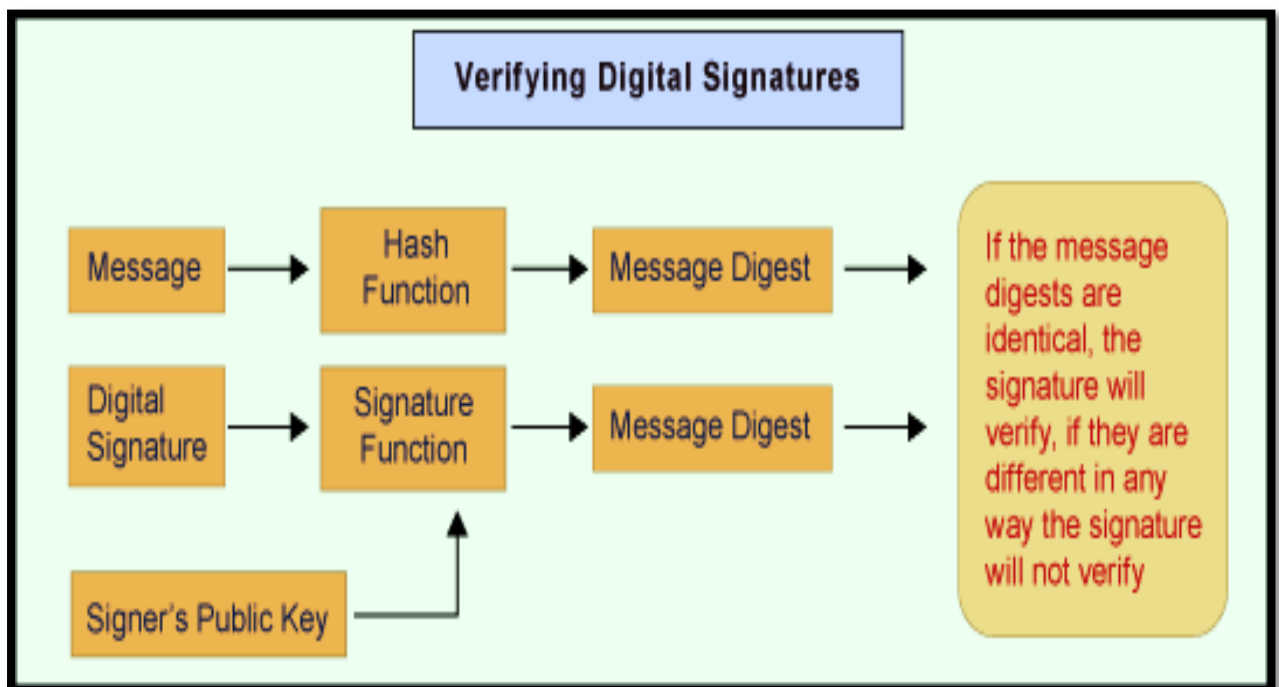 Verifying Digital Signatures
Message
Hash
Function
Message Digest
Digital
Signature
Signature
Function
Message Digest
Signer's Public Key
If the message
digests are
identical, the
signature will
verify, if they are
different in any
way the signature
will not verify